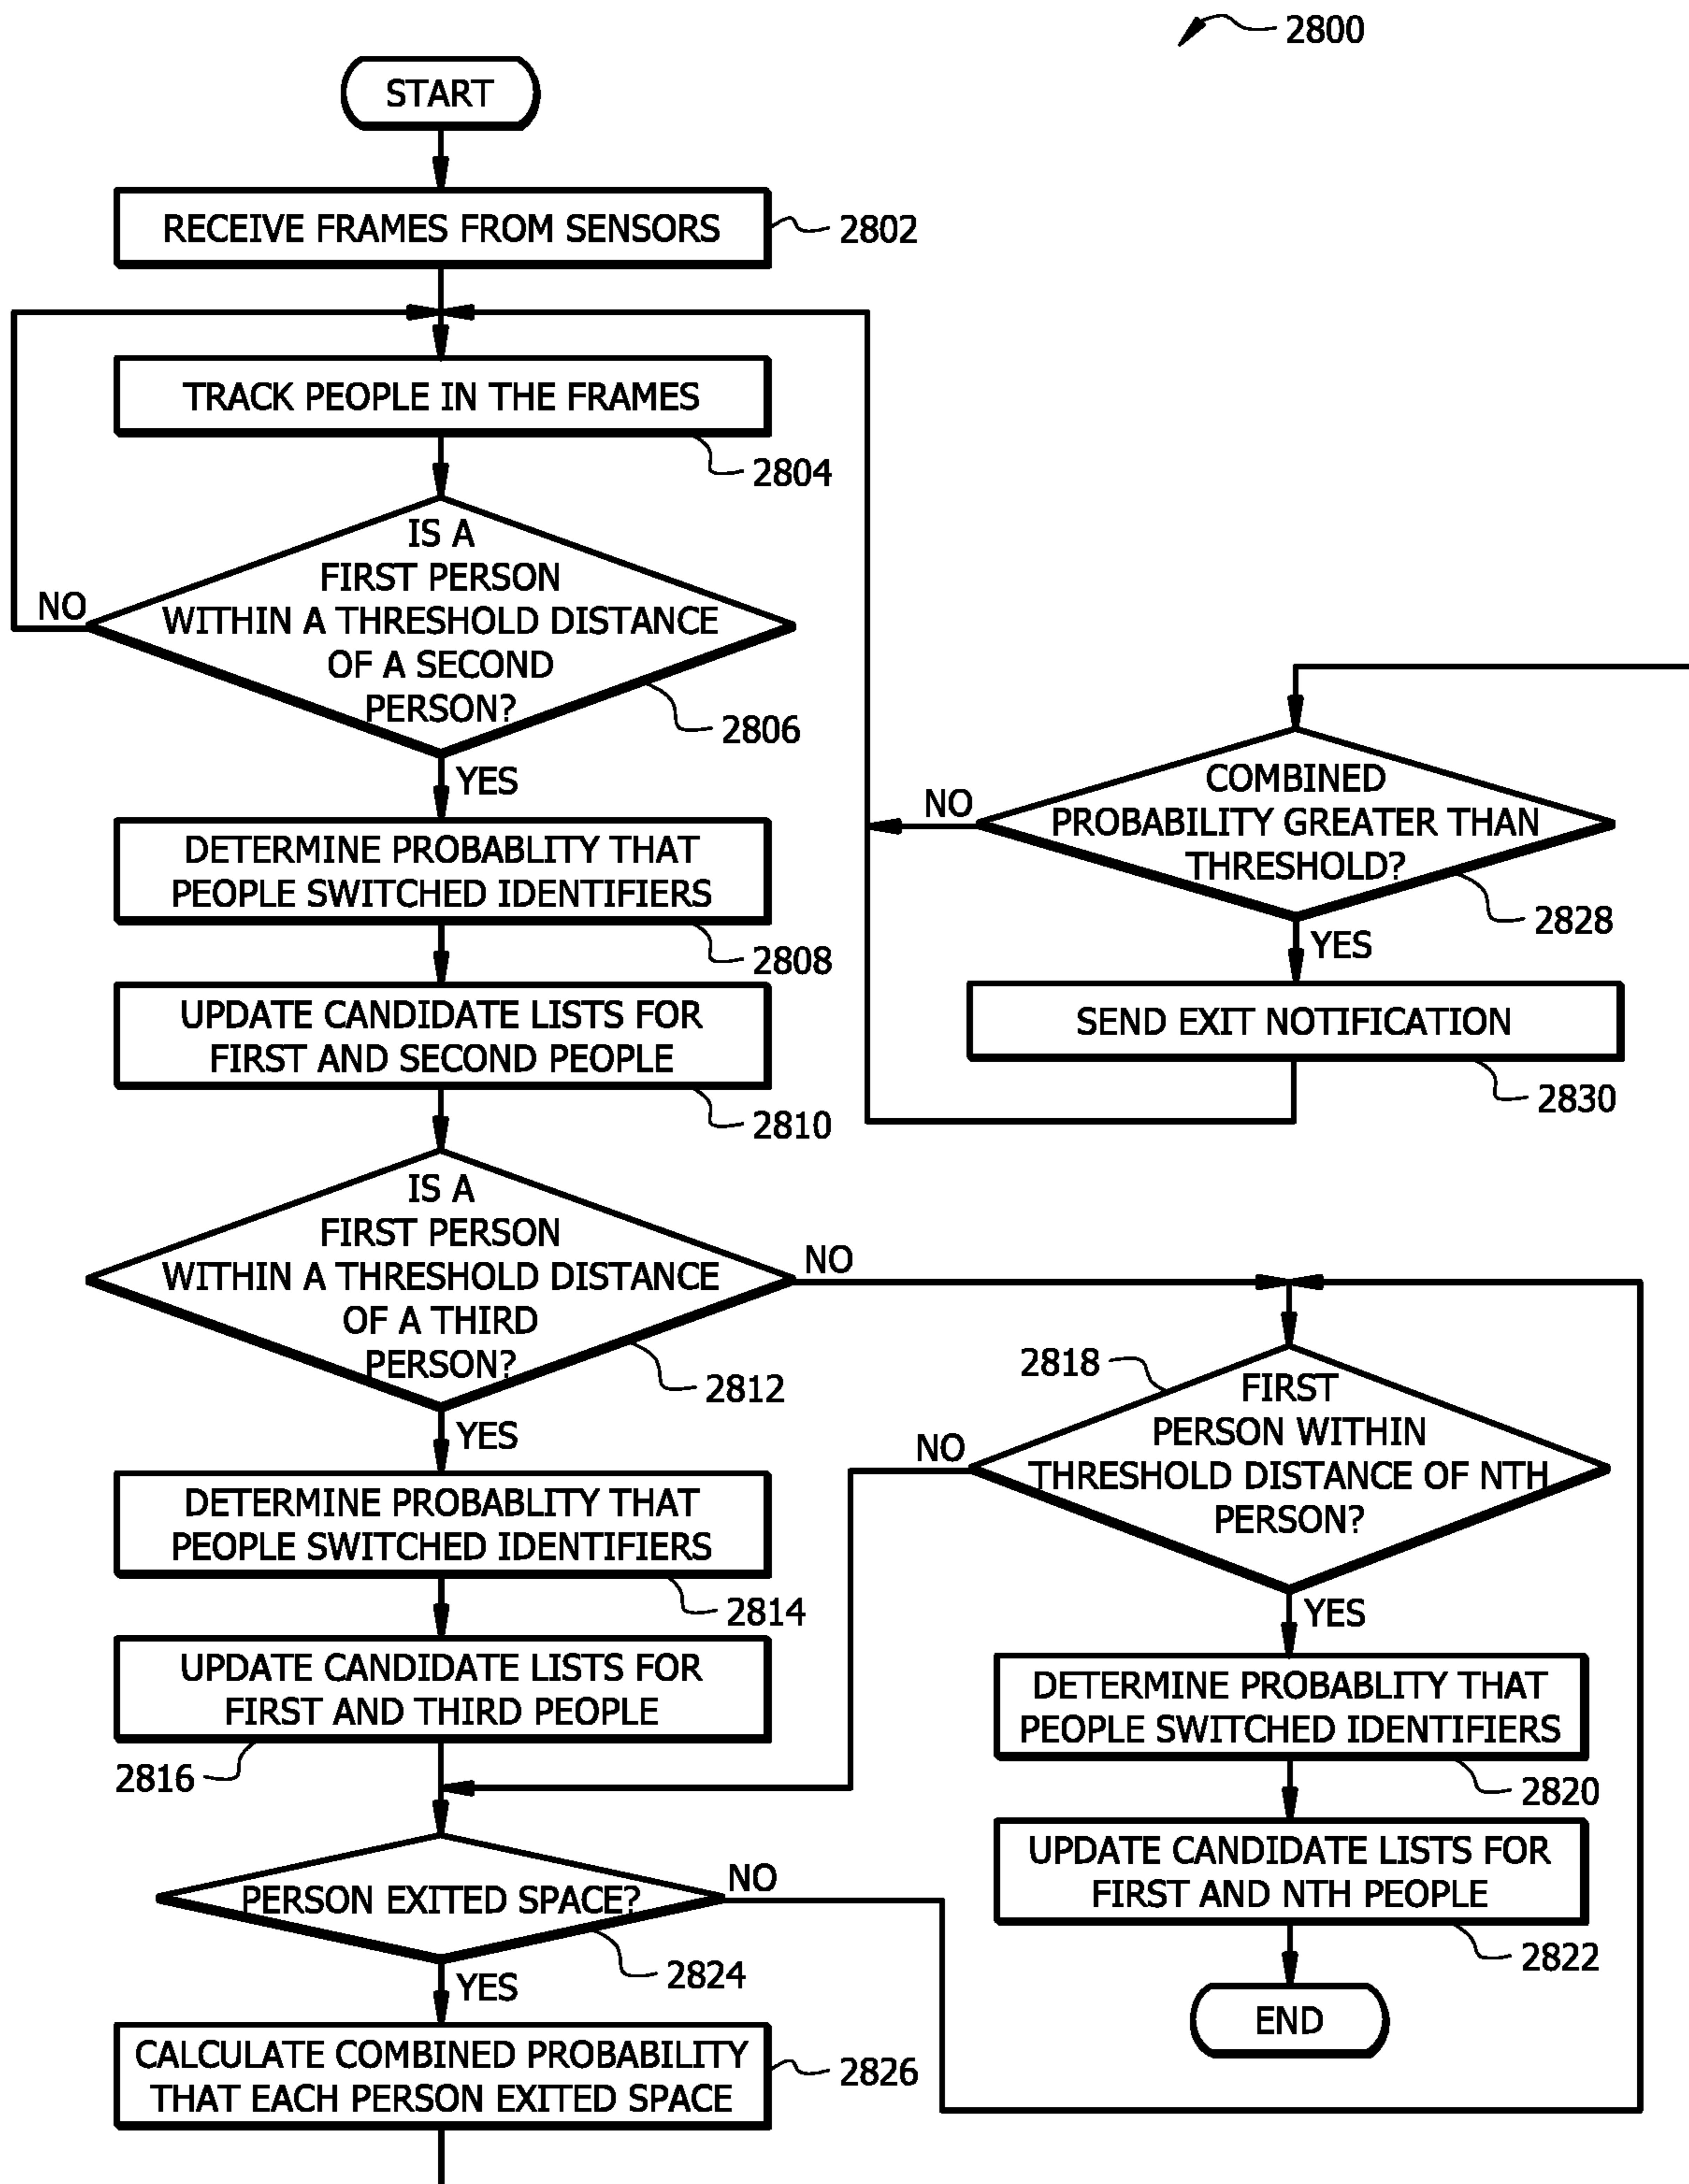 2800
START
RECEIVE FRAMES FROM SENSORS
2802
TRACK PEOPLE IN THE FRAMES
2804
IS A
FIRST PERSON
WITHIN A THRESHOLD DISTANCE
OF A SECOND
PERSON?
NO
2806
YES
DETERMINE PROBABLITY THAT
PEOPLE SWITCHED IDENTIFIERS
2808
UPDATE CANDIDATE LISTS FOR
FIRST AND SECOND PEOPLE
2810
IS A
FIRST PERSON
WITHIN A THRESHOLD DISTANCE
OF A THIRD
PERSON?
NO
2812
YES
DETERMINE PROBABLITY THAT
PEOPLE SWITCHED IDENTIFIERS
2814
UPDATE CANDIDATE LISTS FOR
FIRST AND THIRD PEOPLE
2816
PERSON EXITED SPACE?
NO
2824
YES
CALCULATE COMBINED PROBABILITY
THAT EACH PERSON EXITED SPACE
2826
COMBINED
PROBABILITY GREATER THAN
THRESHOLD?
NO
2828
YES
SEND EXIT NOTIFICATION
2830
2818
FIRST
PERSON WITHIN
THRESHOLD DISTANCE OF NTH
PERSON?
NO
YES
DETERMINE PROBABLITY THAT
PEOPLE SWITCHED IDENTIFIERS
2820
UPDATE CANDIDATE LISTS FOR
FIRST AND NTH PEOPLE
2822
END